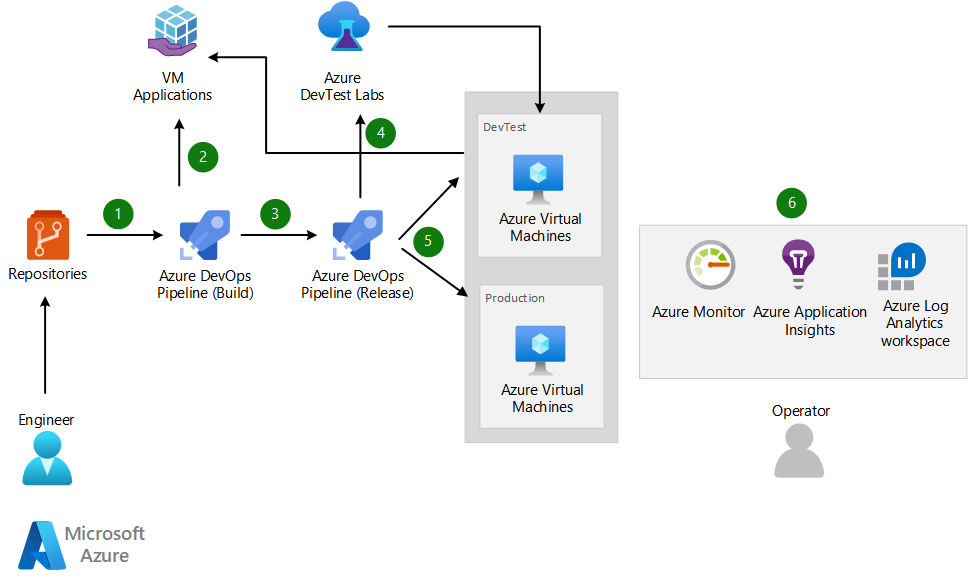 VM
Applications
Azure
DevTest Labs
DevTest
4
2
6
Azure Virtual
Machines
1
3
5
Repositories
Azure DevOps
Pipeline (Build)
Azure DevOps
Pipeline (Release)
Production
Azure Monitor
Azure Application
Insights
Azure Log
Analytics
workspace
Azure Virtual
Machines
Engineer
Operator
Microsoft
Azure